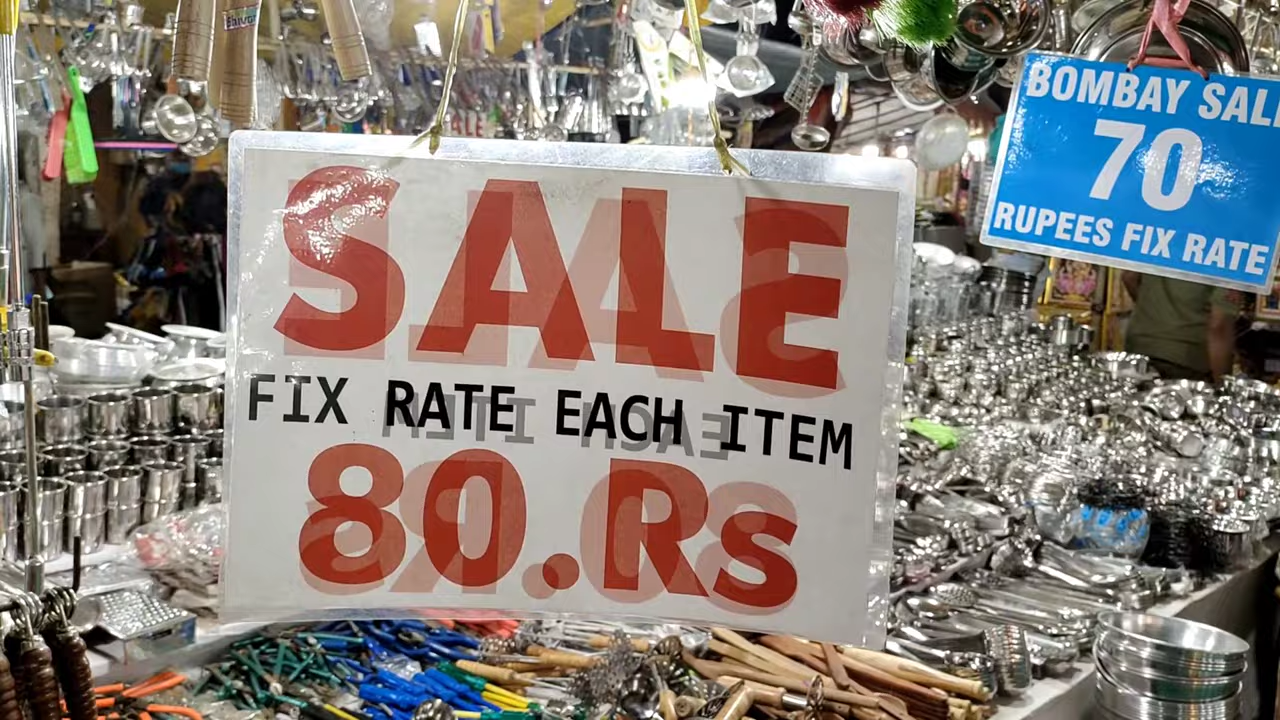 SALE
FIX RATE EACH ITEM
80.Rs
BOMBAY SAL
70
RUPEES FIX RATE